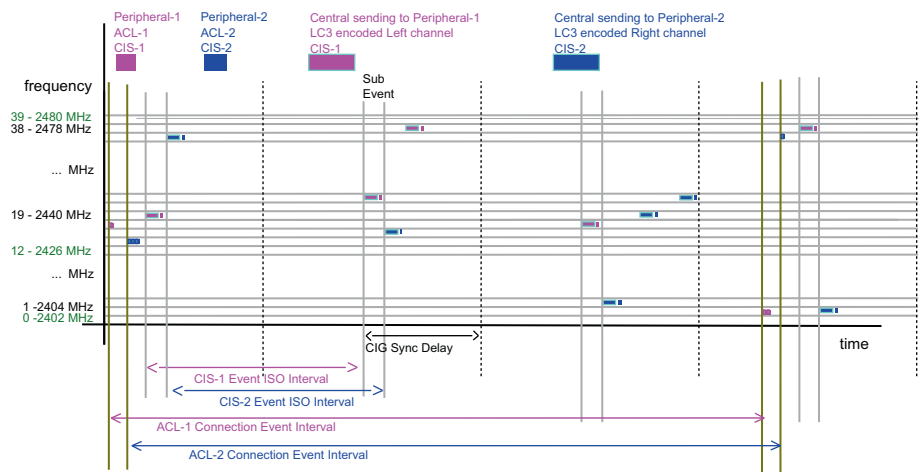 Peripheral-1
ACL-1
CIS-1
Peripheral-2
ACL-2
CIS-2
Central sending to Peripheral-1
LC3 encoded Left channel
CIS-1
Central sending to Peripheral-2
LC3 encoded Right channel
CIS-2
Sub
Event
frequency
39 - 2480 MHz
38 - 2478 MHz
... MHz
19 - 2440 MHz
12 - 2426 MHz
... MHz
1 -2404 MHz
0 -2402 MHz
time
CIG Sync Delay
CIS-1 Event ISO Interval
CIS-2 Event ISO Interval
ACL-1 Connection Event Interval
ACL-2 Connection Event Interval